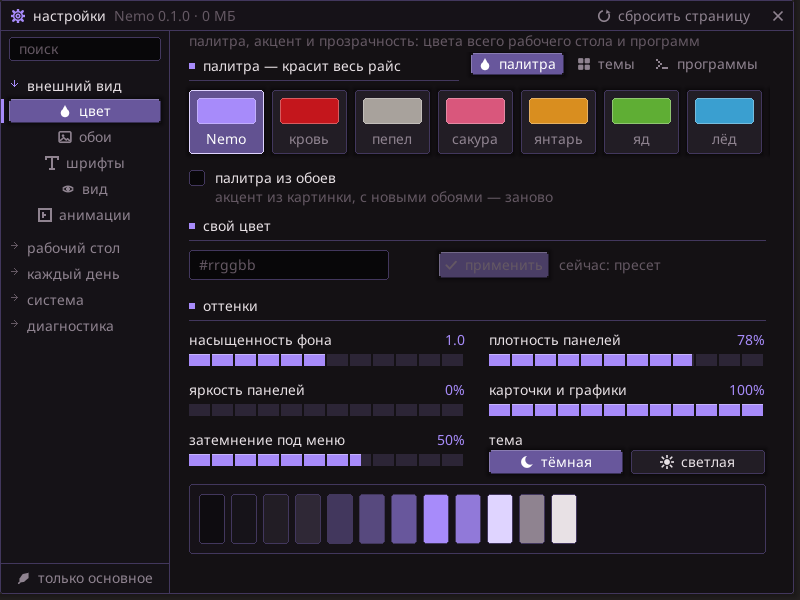 настройки Nemo 0.1.0 · 0 МБ сбросить страницу
поиск
внешний вид
цвет
обои
шрифты
вид
анимации
рабочий стол
каждый день
система
диагностика
только основное
палитра, акцент и прозрачность: цвета всего рабочего стола и программ
палитра — красит весь райс
палитра темы программы
Nemo кровь пепел сакура янтарь яд лёд
палитра из обоев
акцент из картинки, с новыми обоями — заново
свой цвет
#rrggbb применить сейчас: пресет
оттенки
насыщенность фона 1.0 плотность панелей 78%
яркость панелей 0% карточки и графики 100%
затемнение под меню 50% тема
тёмная светлая